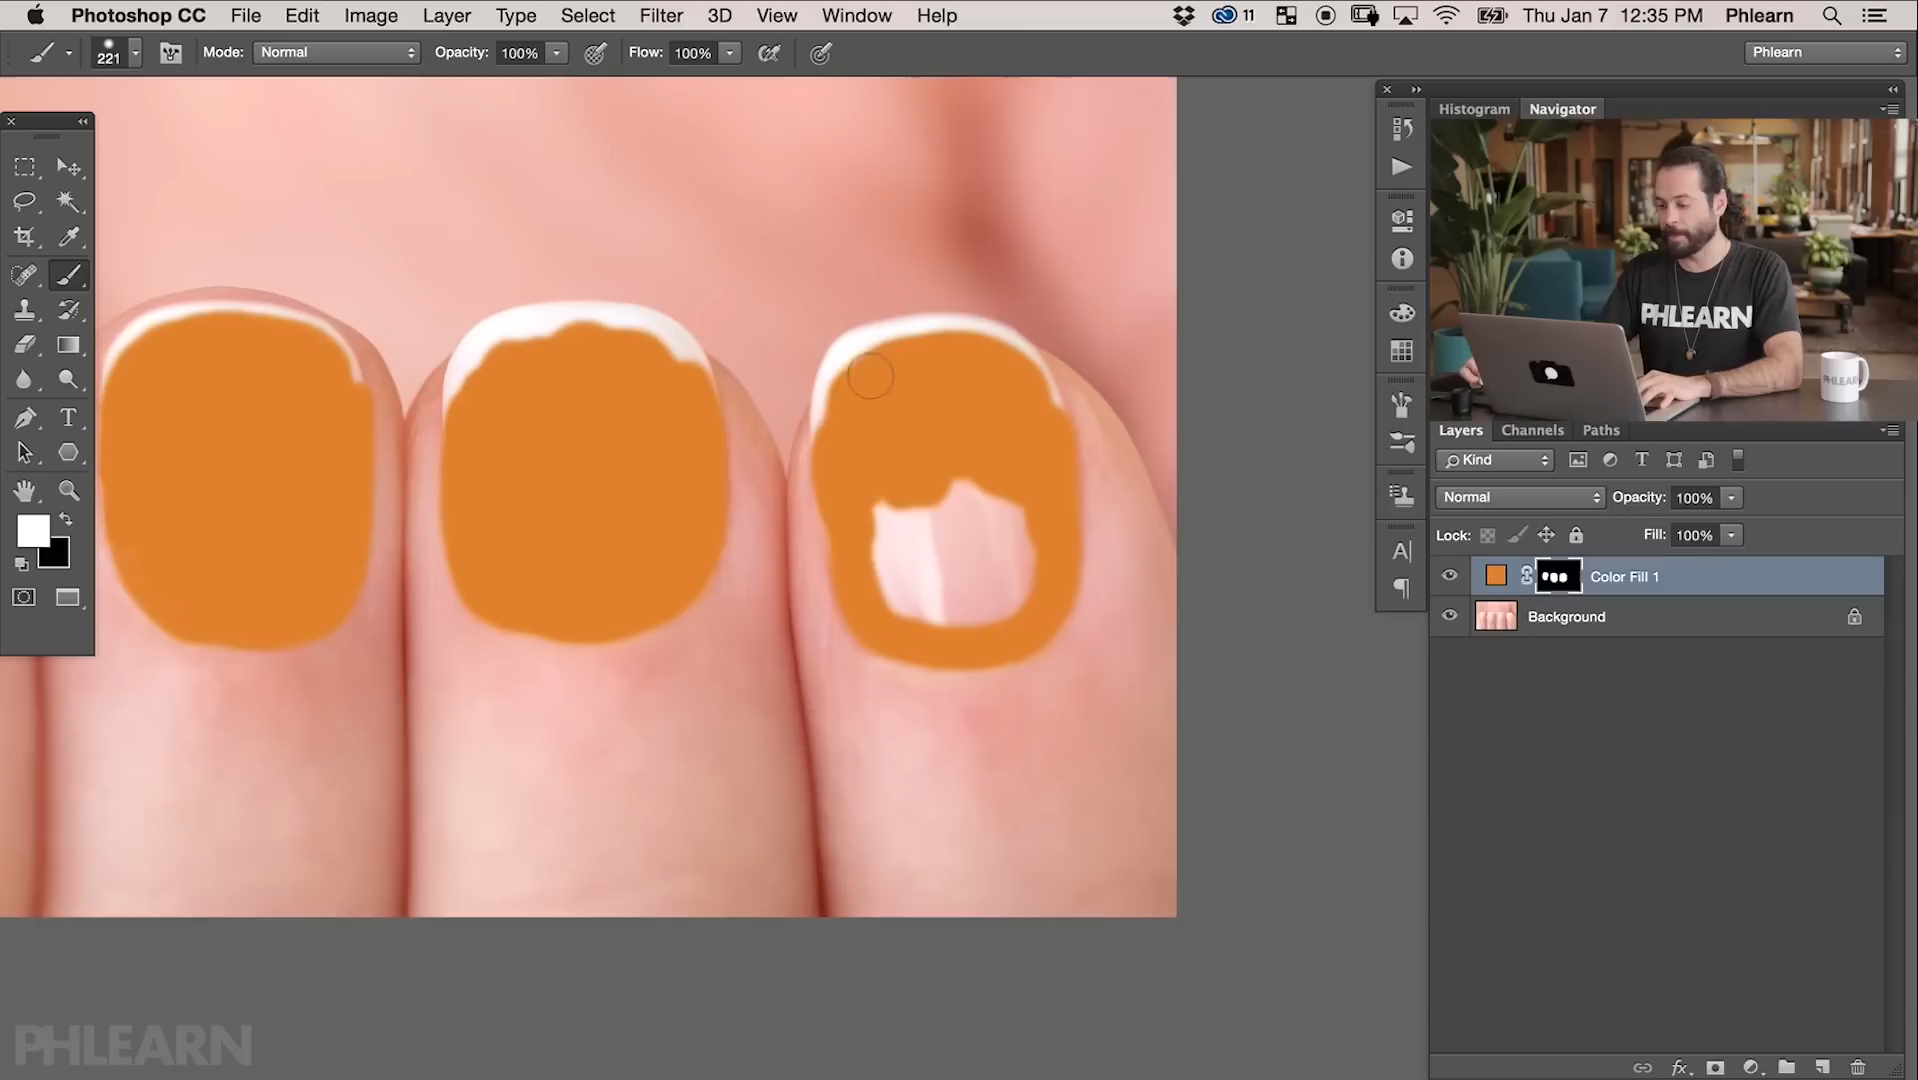 Photoshop CC File Edit Image Layer Type Select Filter 3D View Window Help 11 Thu Jan 7 12:35 PM Phlearn
221 Mode: Normal Opacity: 100% Flow: 100% Phlearn
Histogram Navigator
PHLEARN
PHLEARN
Layers Channels Paths
Kind T
Normal Opacity: 100%
Lock: Fill: 100%
Color Fill 1
Background
T
A
fx
PHLEARN